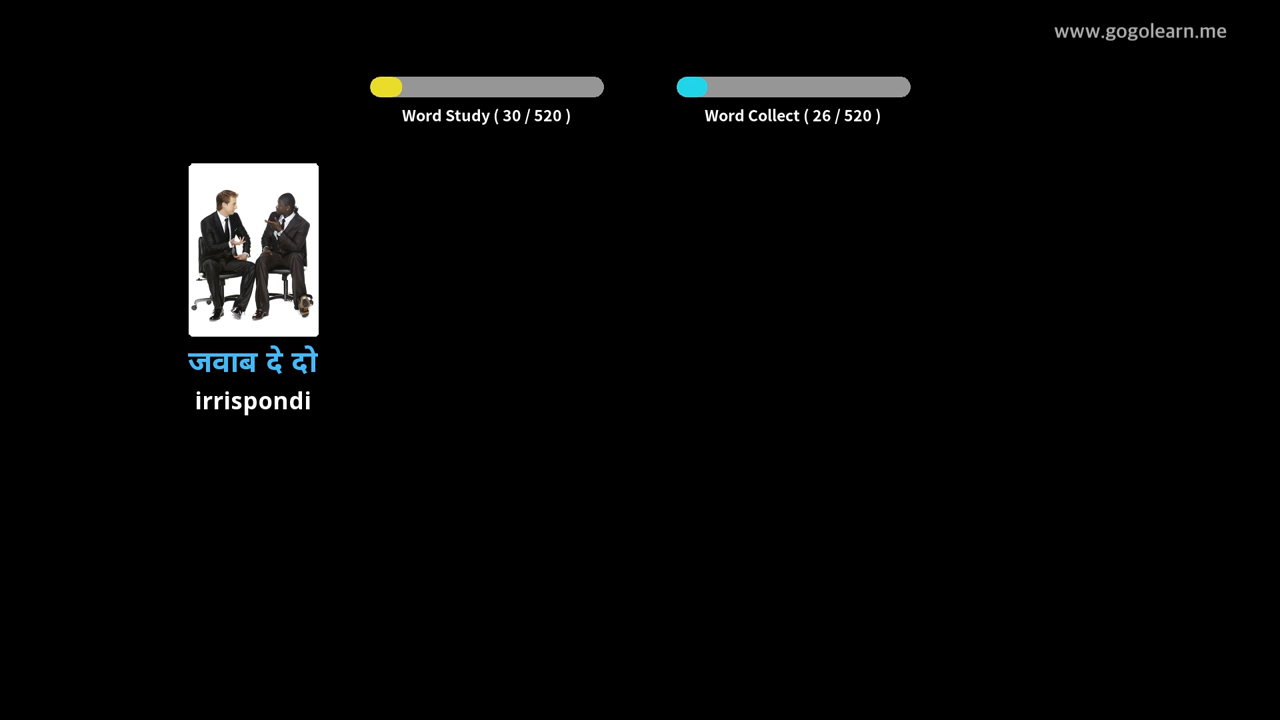 www.gogolearn.me
Word Study ( 30 / 520 )
Word Collect ( 26 / 520 )
जवाब दे दो
irrispondi